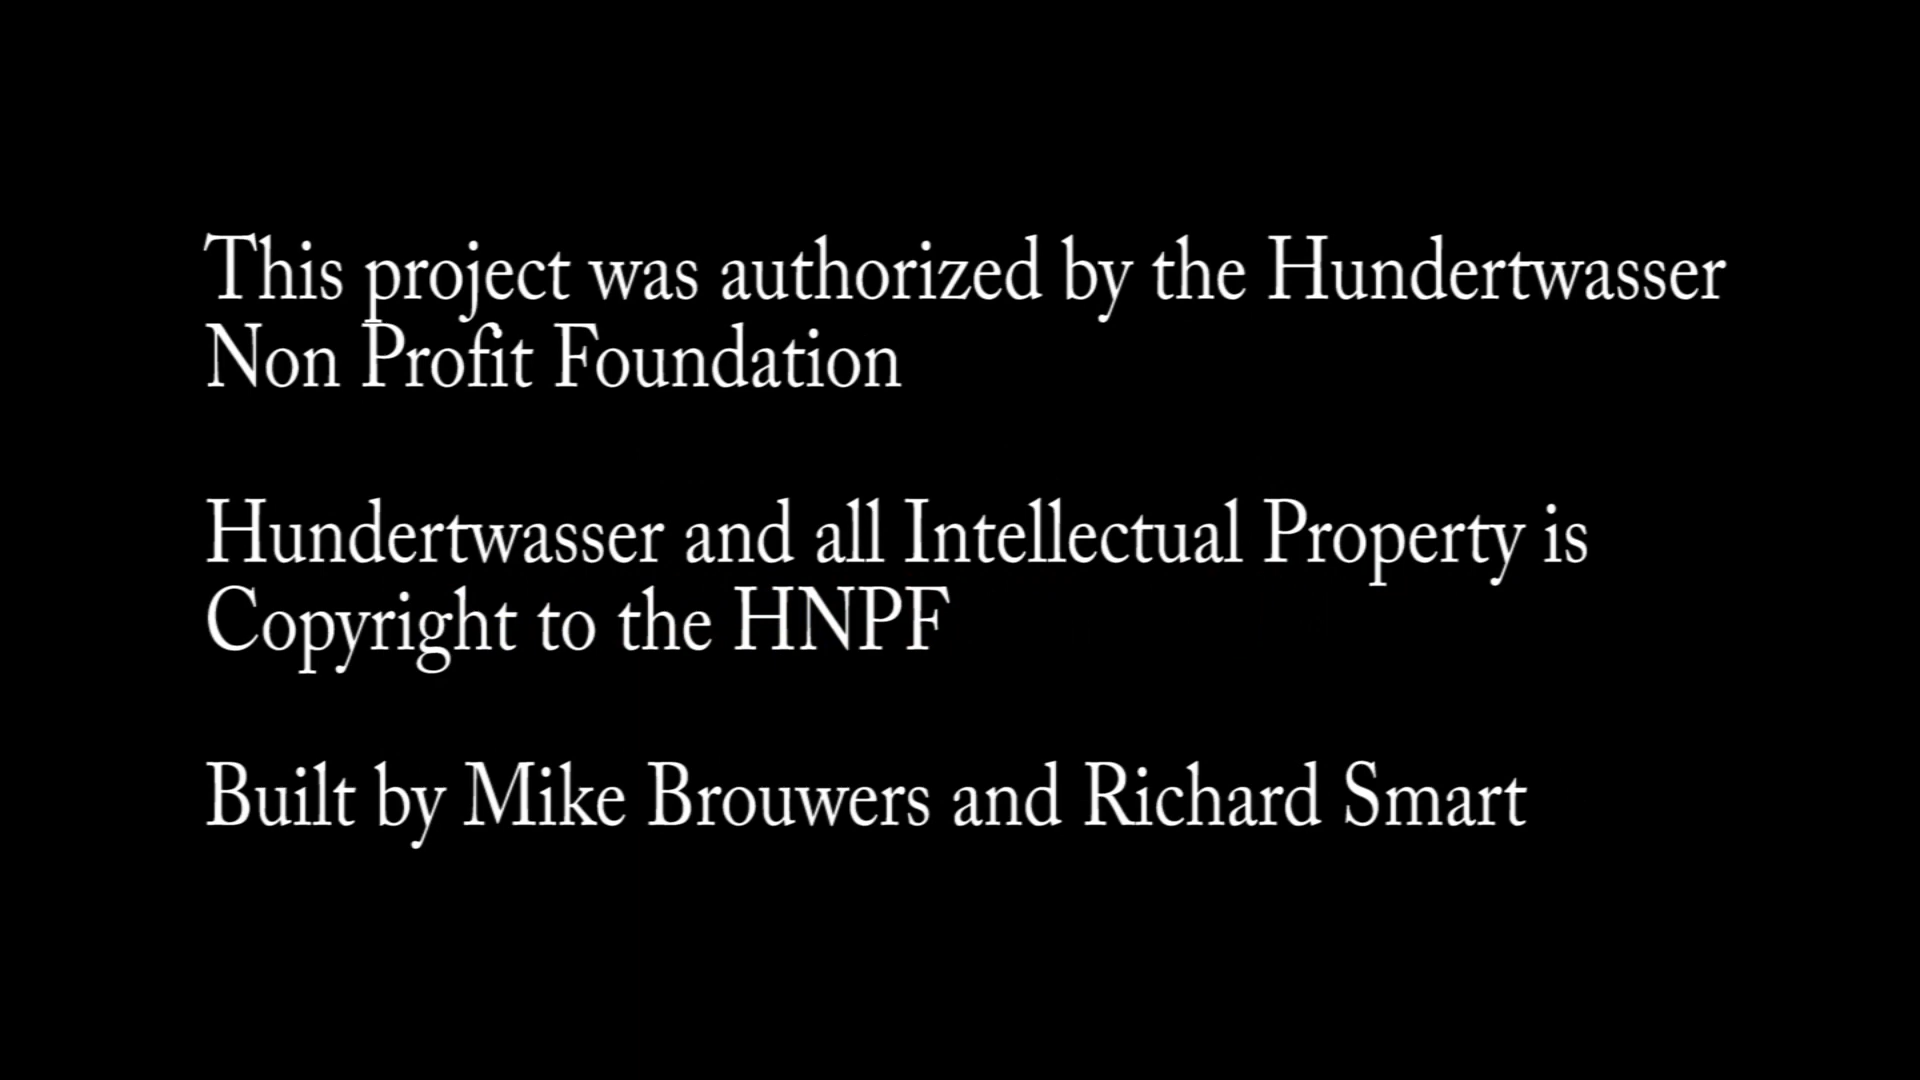 This project was authorized by the Hundertwasser
Non Profit Foundation
Hundertwasser and all Intellectual Property is
Copyright to the HNPF
Built by Mike Brouwers and Richard Smart